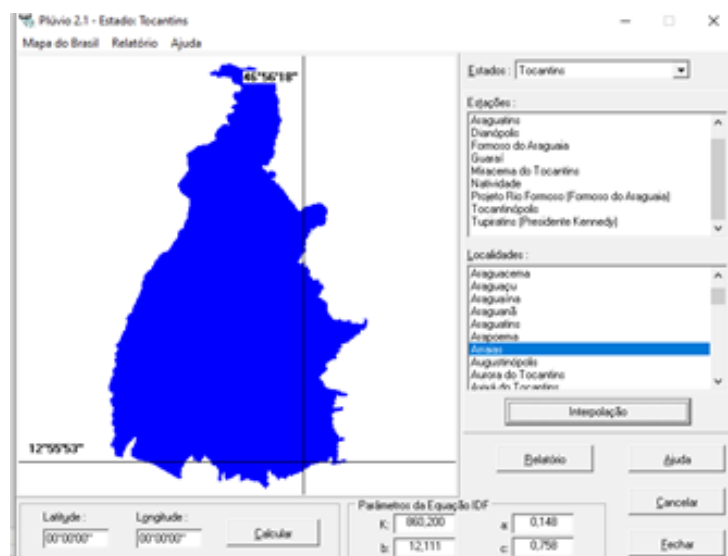 Plúvio 2.1 - Estado: Tocantins
Mapa do Brasil Relatório Ajuda
46°56'18"
12°55'53"
Estados : Tocantins
Estações :
Araguatins
Dianópolis
Formoso do Araguaia
Guaraí
Miracema do Tocantins
Natividade
Projeto Rio Formoso (Formoso do Araguaia)
Tocantinópolis
Tupiratins (Presidente Kennedy)
Localidades :
Araguacema
Araguaçu
Araguaína
Araguanã
Araguatins
Arapoema
Arraias
Augustinópolis
Aurora do Tocantins
Axixá do Tocantins
Interpolação
Relatório Ajuda
Cancelar
Fechar
Latitude : Longitude :
00°00'00" 00°00'00" Calcular
Parâmetros da Equação IDF
K: 860,200 a: 0,148
b: 12,111 c: 0,758